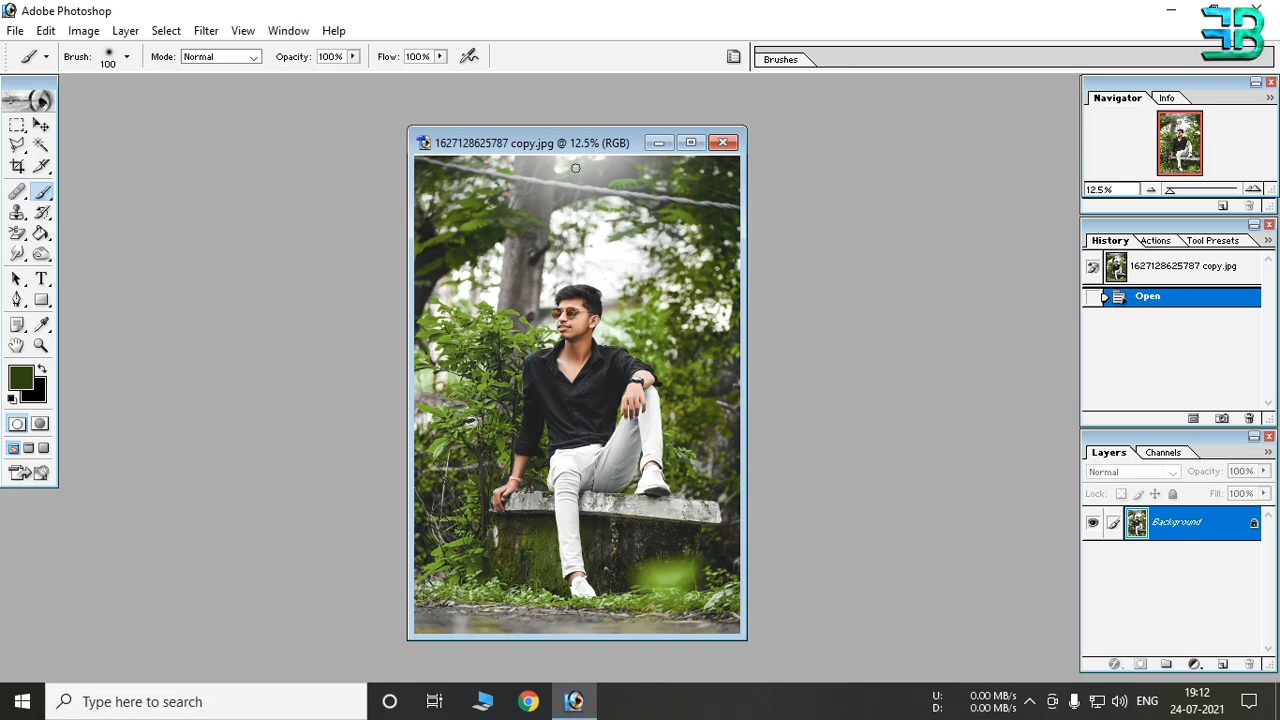 Adobe Photoshop
File Edit Image Layer Select Filter View Window Help
Brush: 100 Mode: Normal Opacity: 100% Flow: 100% Brushes
1627128625787 copy.jpg @ 12.5% (RGB)
Navigator Info
12.5%
History Actions Tool Presets
1627128625787 copy.jpg
Open
Layers Channels
Normal Opacity: 100%
Lock: Fill: 100%
Background
Type here to search
U: 0.00 MB/s
D: 0.00 MB/s
ENG
19:12
24-07-2021